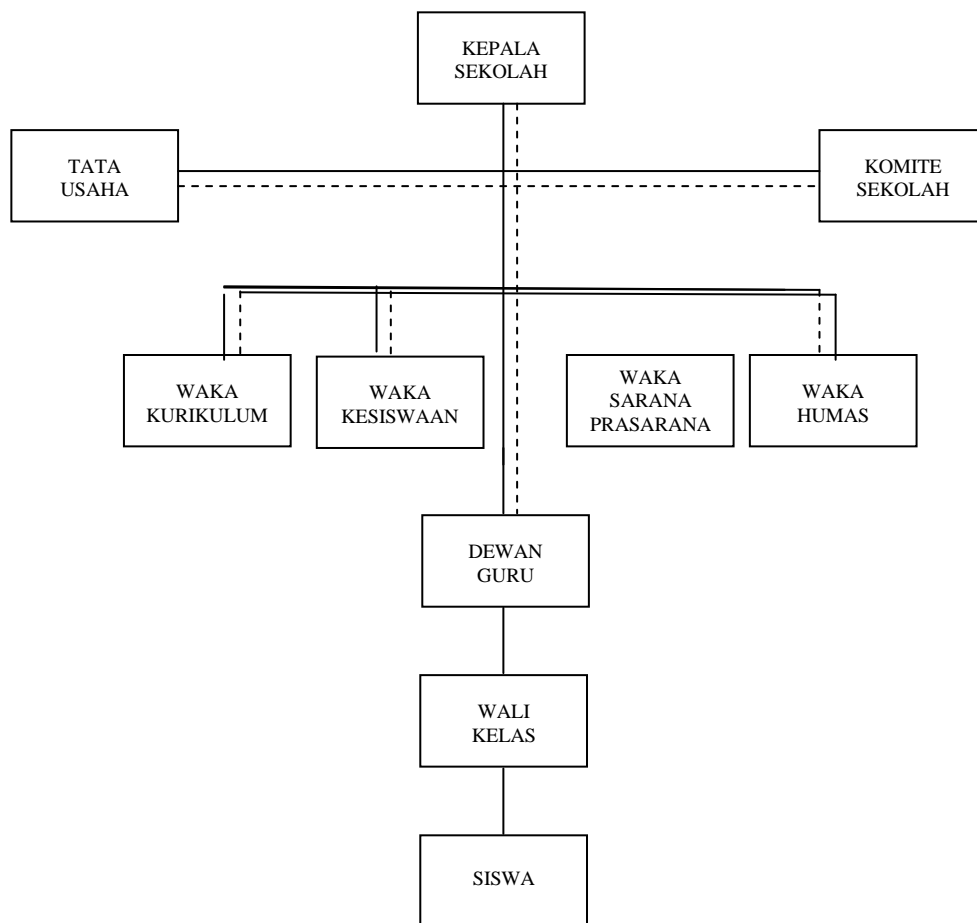 KEPALA
SEKOLAH
TATA
USAHA
KOMITE
SEKOLAH
WAKA
KURIKULUM
WAKA
KESISWAAN
WAKA
SARANA
PRASARANA
WAKA
HUMAS
DEWAN
GURU
WALI
KELAS
SISWA